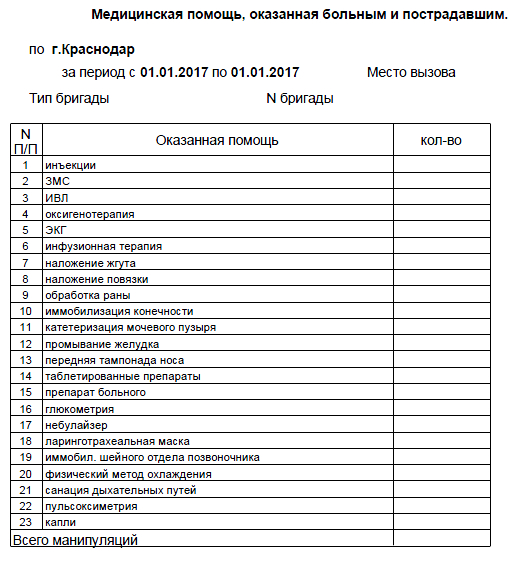 Медицинская помощь, оказанная больным и пострадавшим.
по г.Краснодар
за период с 01.01.2017 по 01.01.2017 Место вызова
Тип бригады N бригады
N П/П Оказанная помощь кол-во
1 инъекции
2 ЗМС
3 ИВЛ
4 оксигенотерапия
5 ЭКГ
6 инфузионная терапия
7 наложение жгута
8 наложение повязки
9 обработка раны
10 иммобилизация конечности
11 катетеризация мочевого пузыря
12 промывание желудка
13 передняя тампонада носа
14 таблетированные препараты
15 препарат больного
16 глюкометрия
17 небулайзер
18 ларинготрахеальная маска
19 иммобил. шейного отдела позвоночника
20 физический метод охлаждения
21 санация дыхательных путей
22 пульсоксиметрия
23 капли
Всего манипуляций